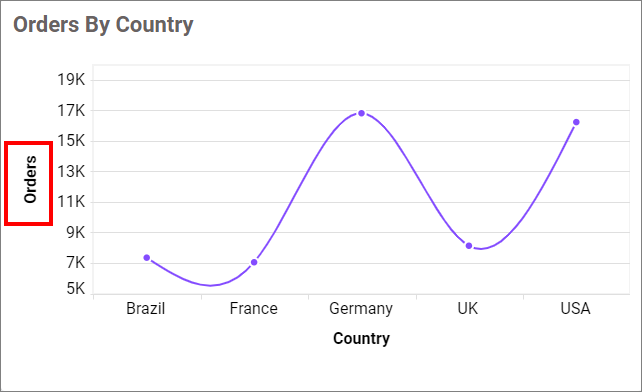 Orders By Country
19K
17K
15K
13K
11K
9K
7K
5K
Orders
Brazil France Germany UK USA
Country